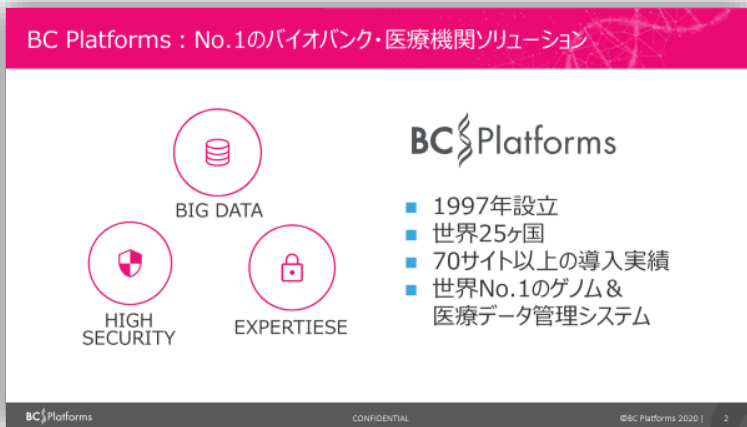 BC Platforms : No.1のバイオバンク・医療機関ソリューション
BIG DATA
HIGH
SECURITY
EXPERTIESE
BC Platforms
1997年設立
世界25ヶ国
70サイト以上の導入実績
世界No.1のゲノム＆
医療データ管理システム
BC Platforms
CONFIDENTIAL
©BC Platforms 2020 | 2